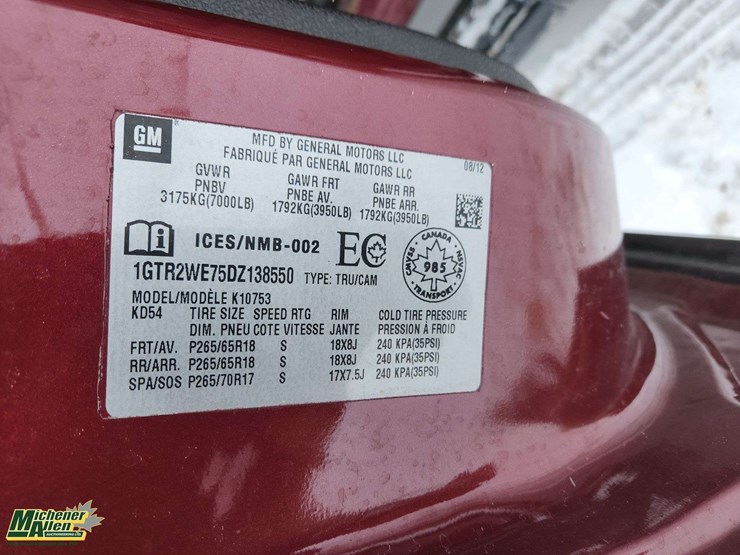 GM
MFD BY GENERAL MOTORS LLC
FABRIQUÉ PAR GENERAL MOTORS LLC
08/12
GVWR GAWR FRT GAWR RR
PNBV PNBE AV. PNBE ARR.
3175KG(7000LB) 1792KG(3950LB) 1792KG(3950LB)
ICES/NMB-002 EC
CANADA
CMVSS 985 NSVAC
TRANSPORT
1GTR2WE75DZ138550 TYPE: TRU/CAM
MODEL/MODÈLE K10753
KD54 TIRE SIZE SPEED RTG RIM COLD TIRE PRESSURE
DIM. PNEU COTE VITESSE JANTE PRESSION À FROID
FRT/AV. P265/65R18 S 18X8J 240 KPA(35PSI)
RR/ARR. P265/65R18 S 18X8J 240 KPA(35PSI)
SPA/SOS P265/70R17 S 17X7.5J 240 KPA(35PSI)
Michener
Allen
AUCTIONEERING LTD.